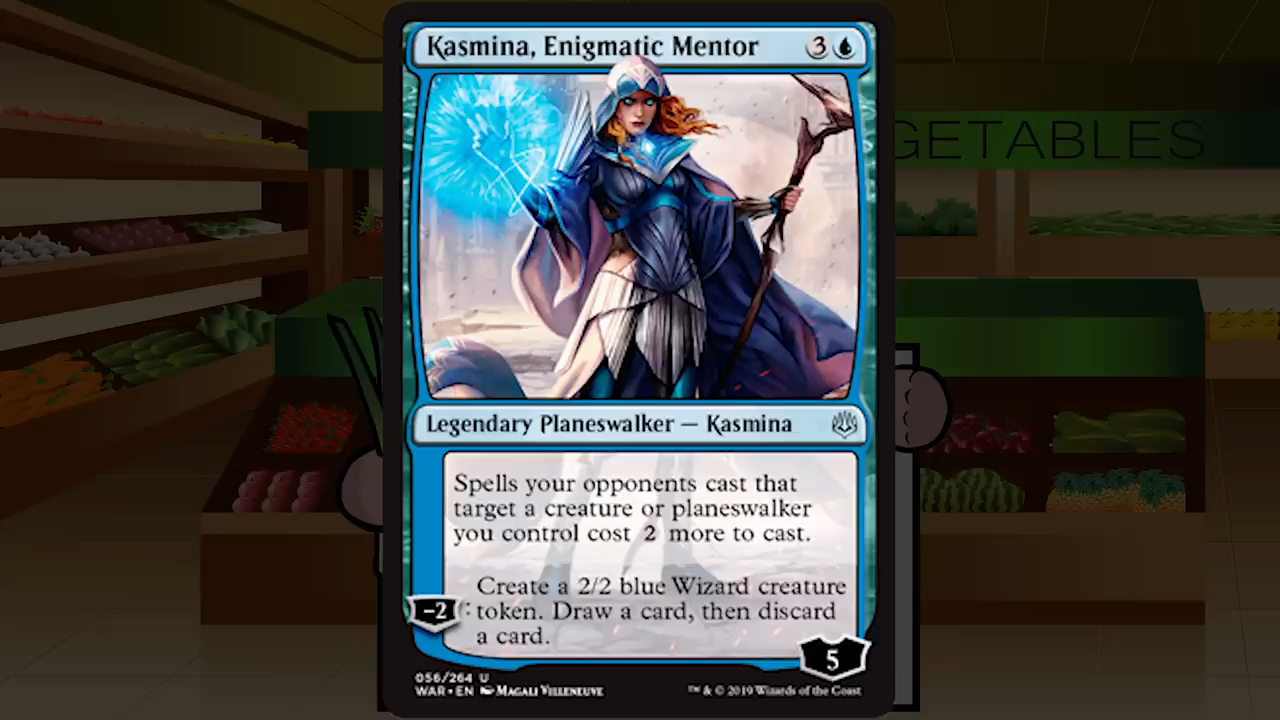 Kasmina, Enigmatic Mentor 3
GETABLES
Legendary Planeswalker — Kasmina
Spells your opponents cast that
target a creature or planeswalker
you control cost 2 more to cast.
−2: Create a 2/2 blue Wizard creature
token. Draw a card, then discard
a card.
5
056/264 U
WAR • EN Magali Villeneuve
™ & © 2019 Wizards of the Coast